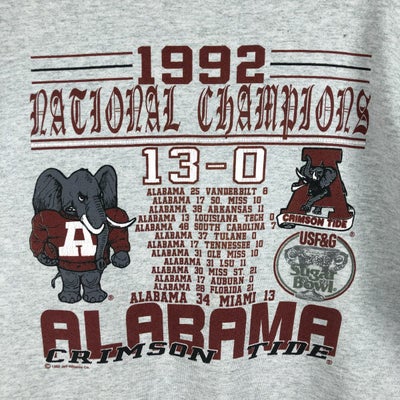 1992
NATIONAL CHAMPIONS
13-0
ALABAMA 25 VANDERBILT 8
ALABAMA 17 SO. MISS 10
ALABAMA 38 ARKANSAS 11
ALABAMA 13 LOUISIANA TECH 0
ALABAMA 48 SOUTH CAROLINA 7
ALABAMA 37 TULANE 0
ALABAMA 17 TENNESSEE 10
ALABAMA 31 OLE MISS 10
ALABAMA 31 LSU 11
ALABAMA 30 MISS ST. 21
ALABAMA 17 AUBURN 0
ALABAMA 28 FLORIDA 21
ALABAMA 34 MIAMI 13
A
A
CRIMSON TIDE
USF&G
Sugar
Bowl
ALABAMA
CRIMSON TIDE